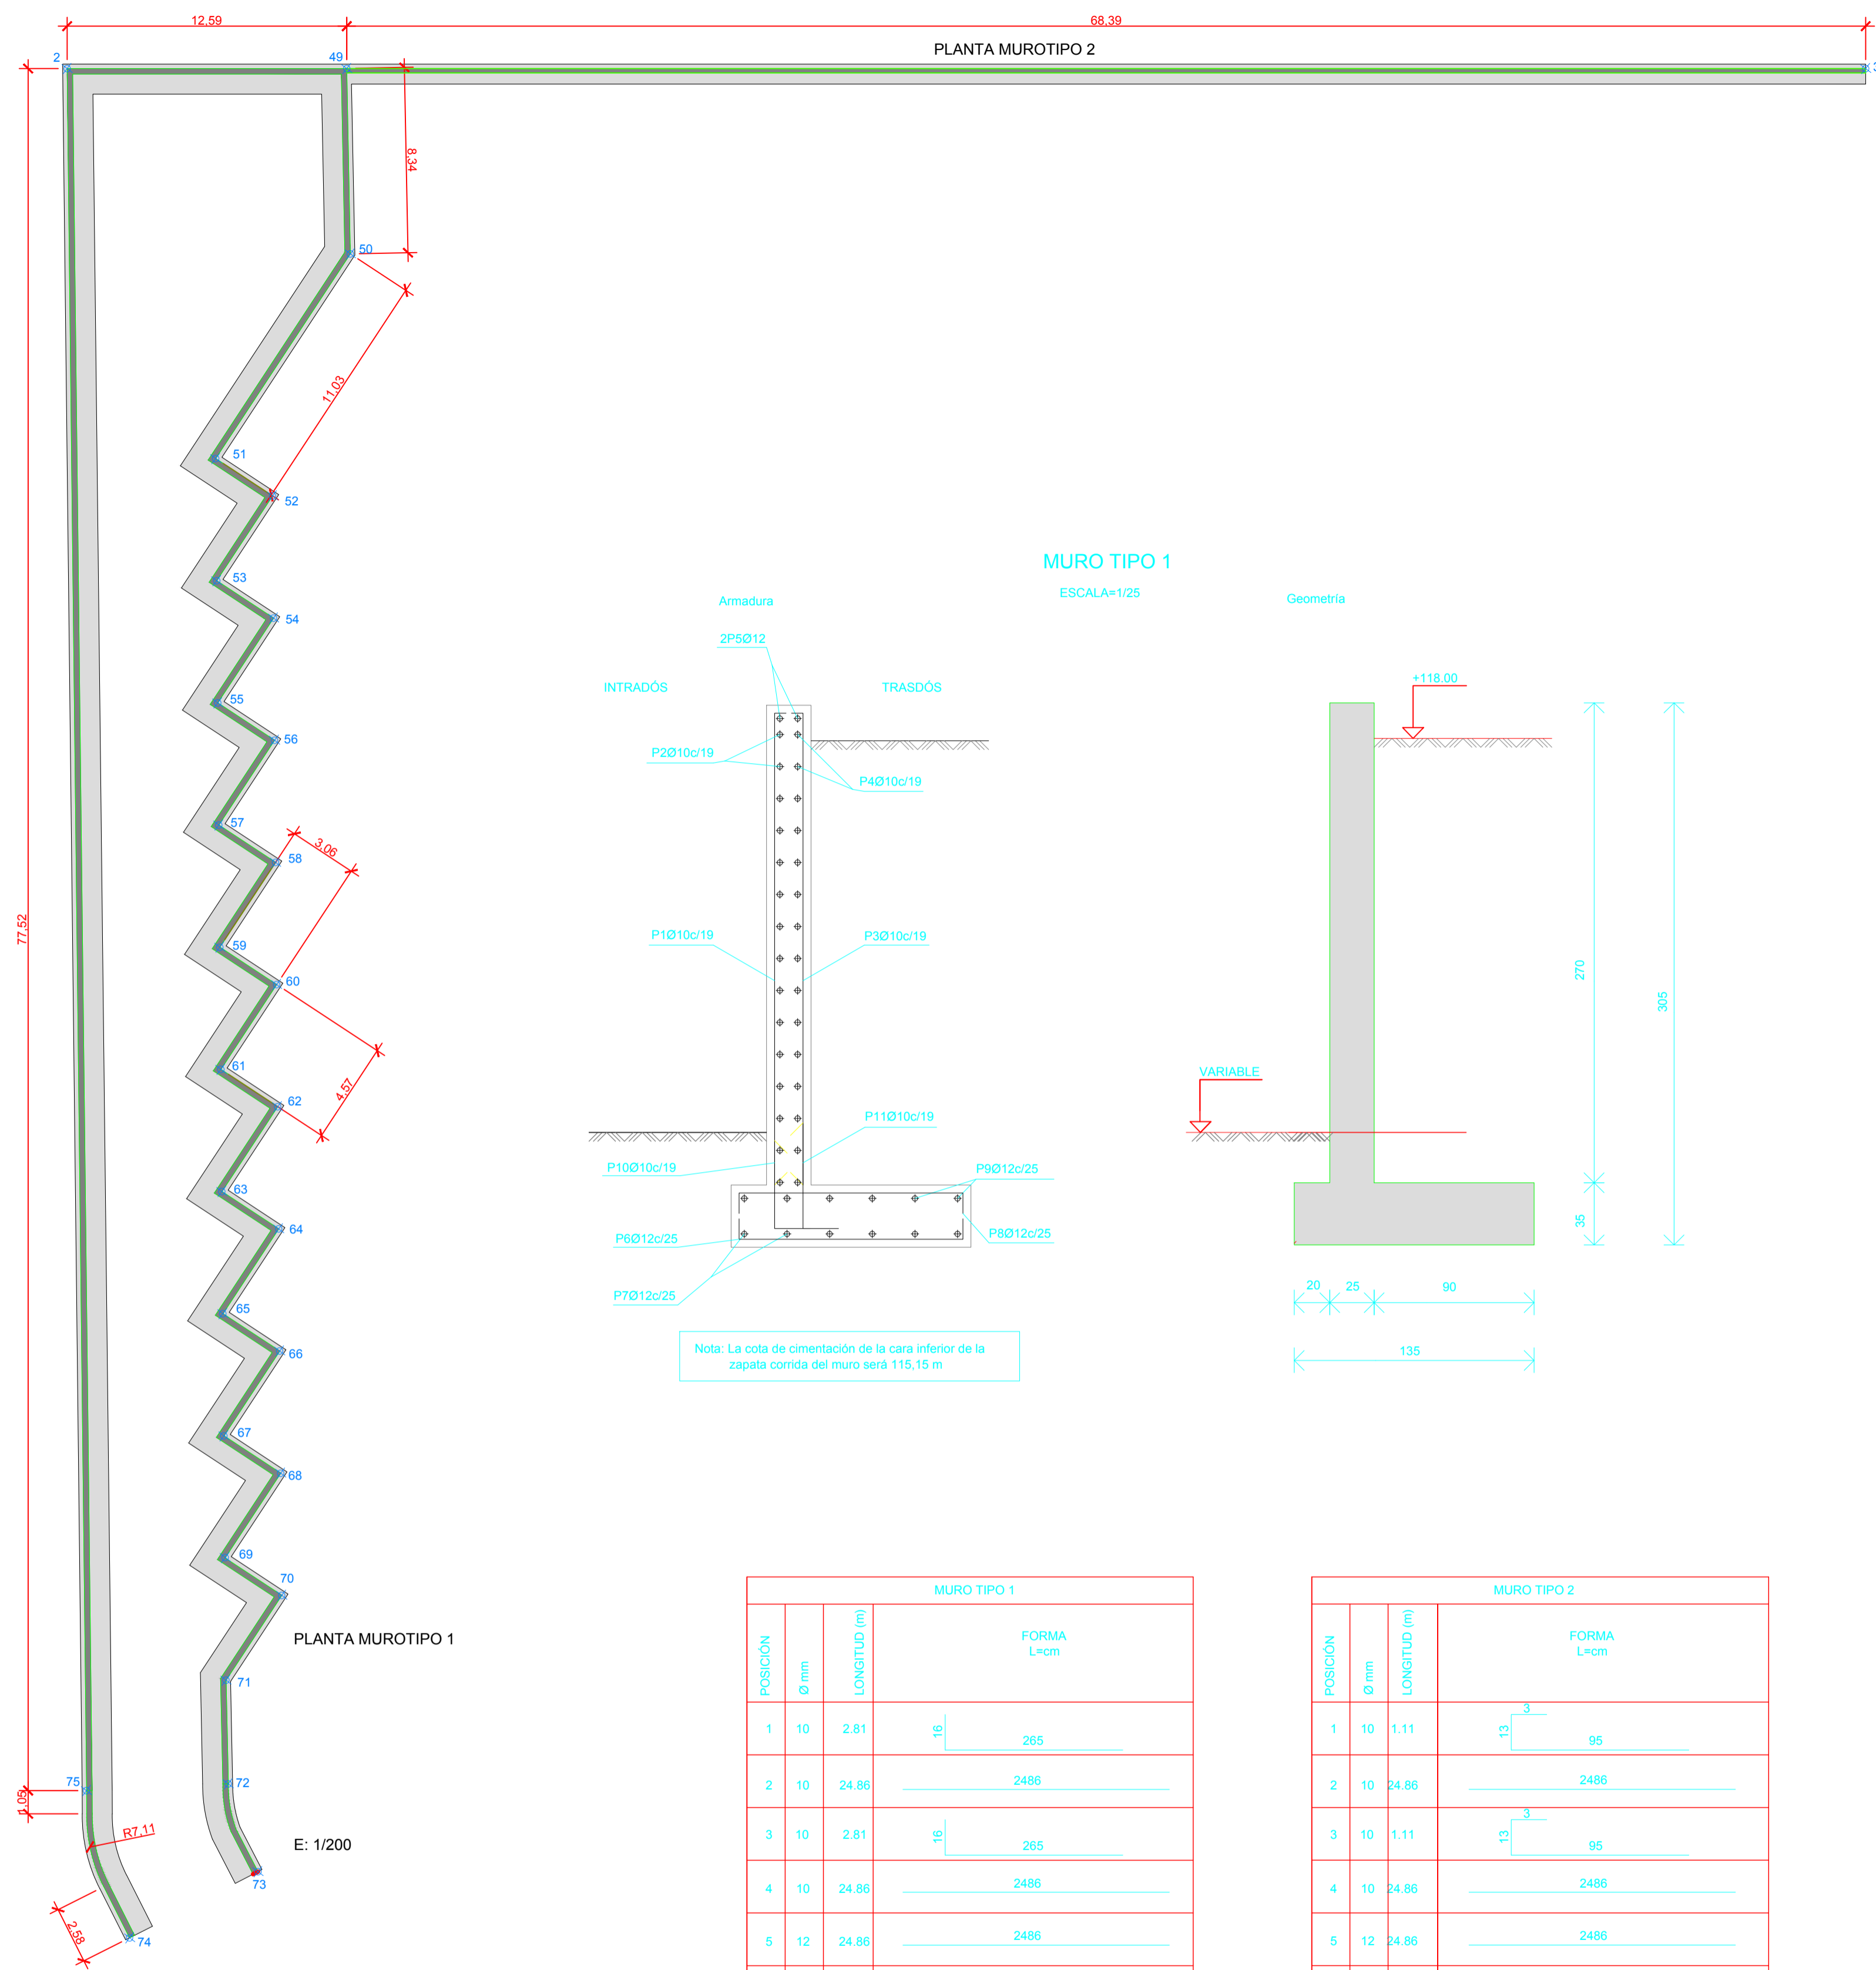 12,59
68,39
PLANTA MUROTIPO 2
2
49
8,34
50
11,03
51
52
53
54
55
56
57
58
3,06
59
60
61
62
4,57
63
64
65
66
67
68
69
70
71
72
73
74
75
77,52
1,05
R7,11
2,58
PLANTA MUROTIPO 1
E: 1/200
MURO TIPO 1
ESCALA=1/25
Armadura
Geometría
2P5Ø12
INTRADÓS
TRASDÓS
P2Ø10c/19
P4Ø10c/19
P1Ø10c/19
P3Ø10c/19
P11Ø10c/19
P10Ø10c/19
P9Ø12c/25
P6Ø12c/25
P8Ø12c/25
P7Ø12c/25
+118.00
VARIABLE
270
305
35
20
25
90
135
Nota: La cota de cimentación de la cara inferior de la
zapata corrida del muro será 115,15 m
MURO TIPO 1
POSICIÓN
Ø mm
LONGITUD (m)
FORMA
L=cm
1 10 2.81 16 265
2 10 24.86 2486
3 10 2.81 16 265
4 10 24.86 2486
5 12 24.86 2486
MURO TIPO 2
POSICIÓN
Ø mm
LONGITUD (m)
FORMA
L=cm
1 10 1.11 3 13 95
2 10 24.86 2486
3 10 1.11 3 13 95
4 10 24.86 2486
5 12 24.86 2486